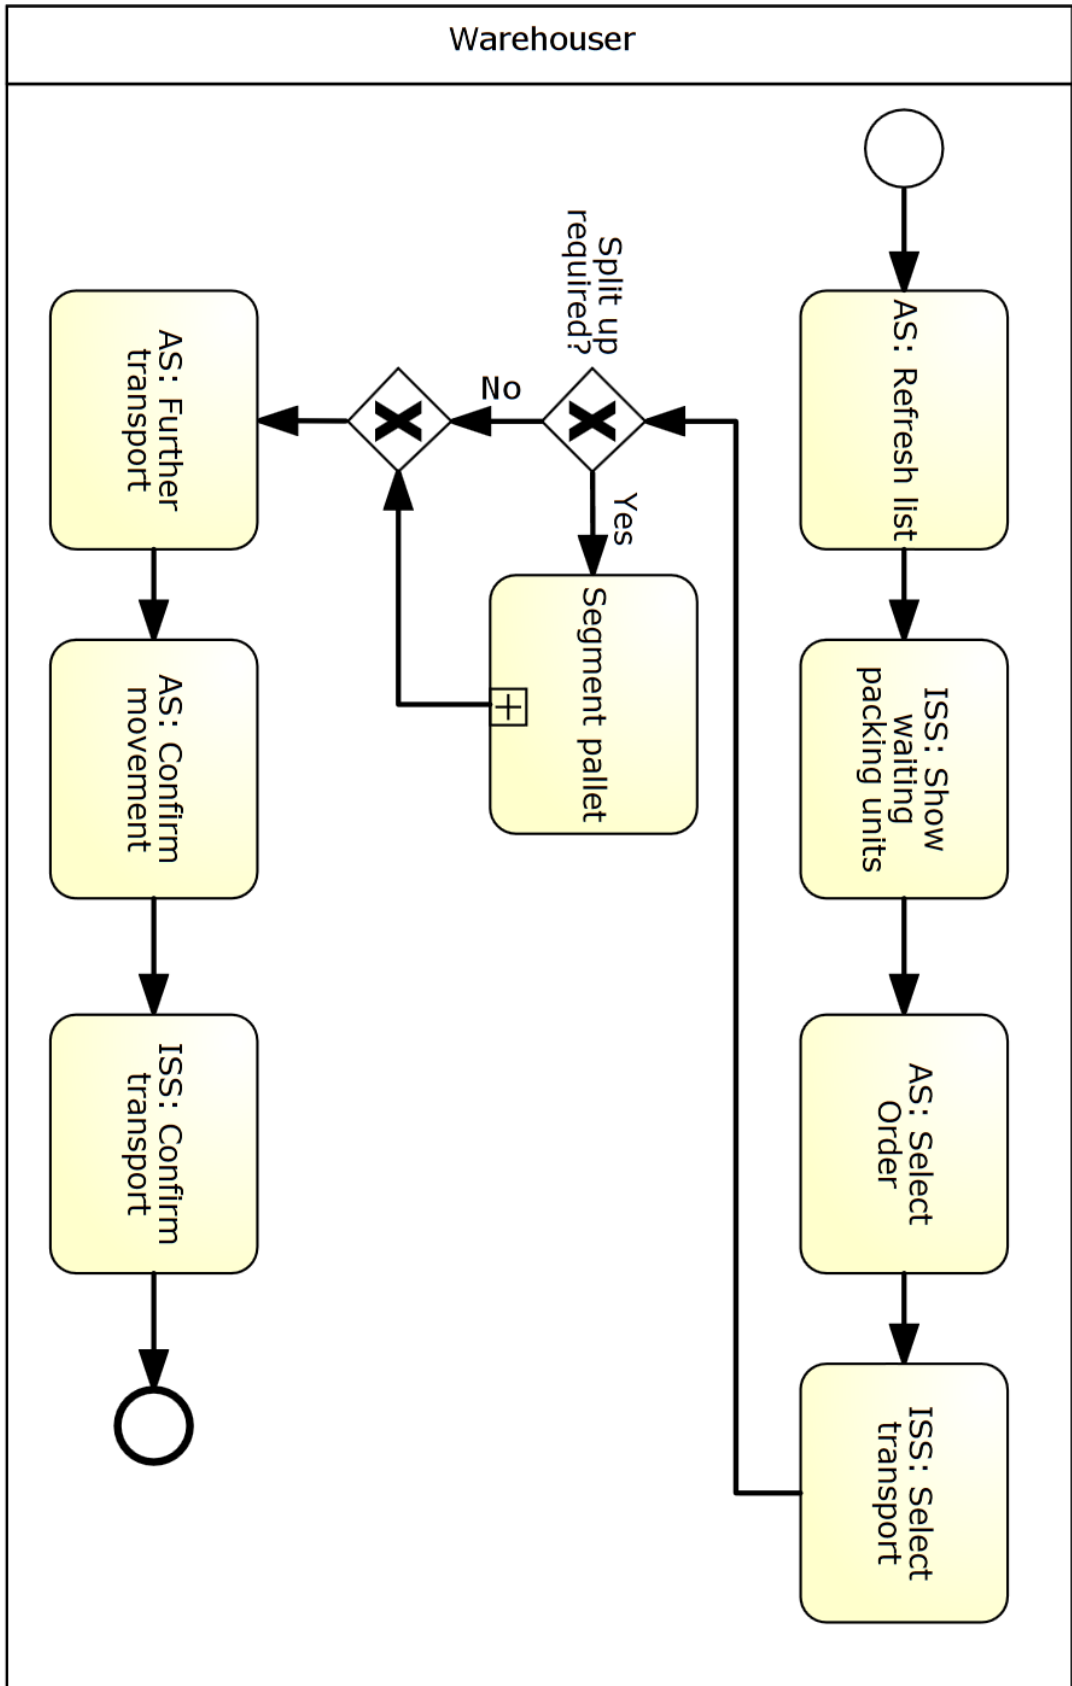 Warehouser
AS: Refresh list
ISS: Show
waiting
packing units
AS: Select
Order
ISS: Select
transport
Split up
required?
Yes
No
Segment pallet
AS: Further
transport
AS: Confirm
movement
ISS: Confirm
transport